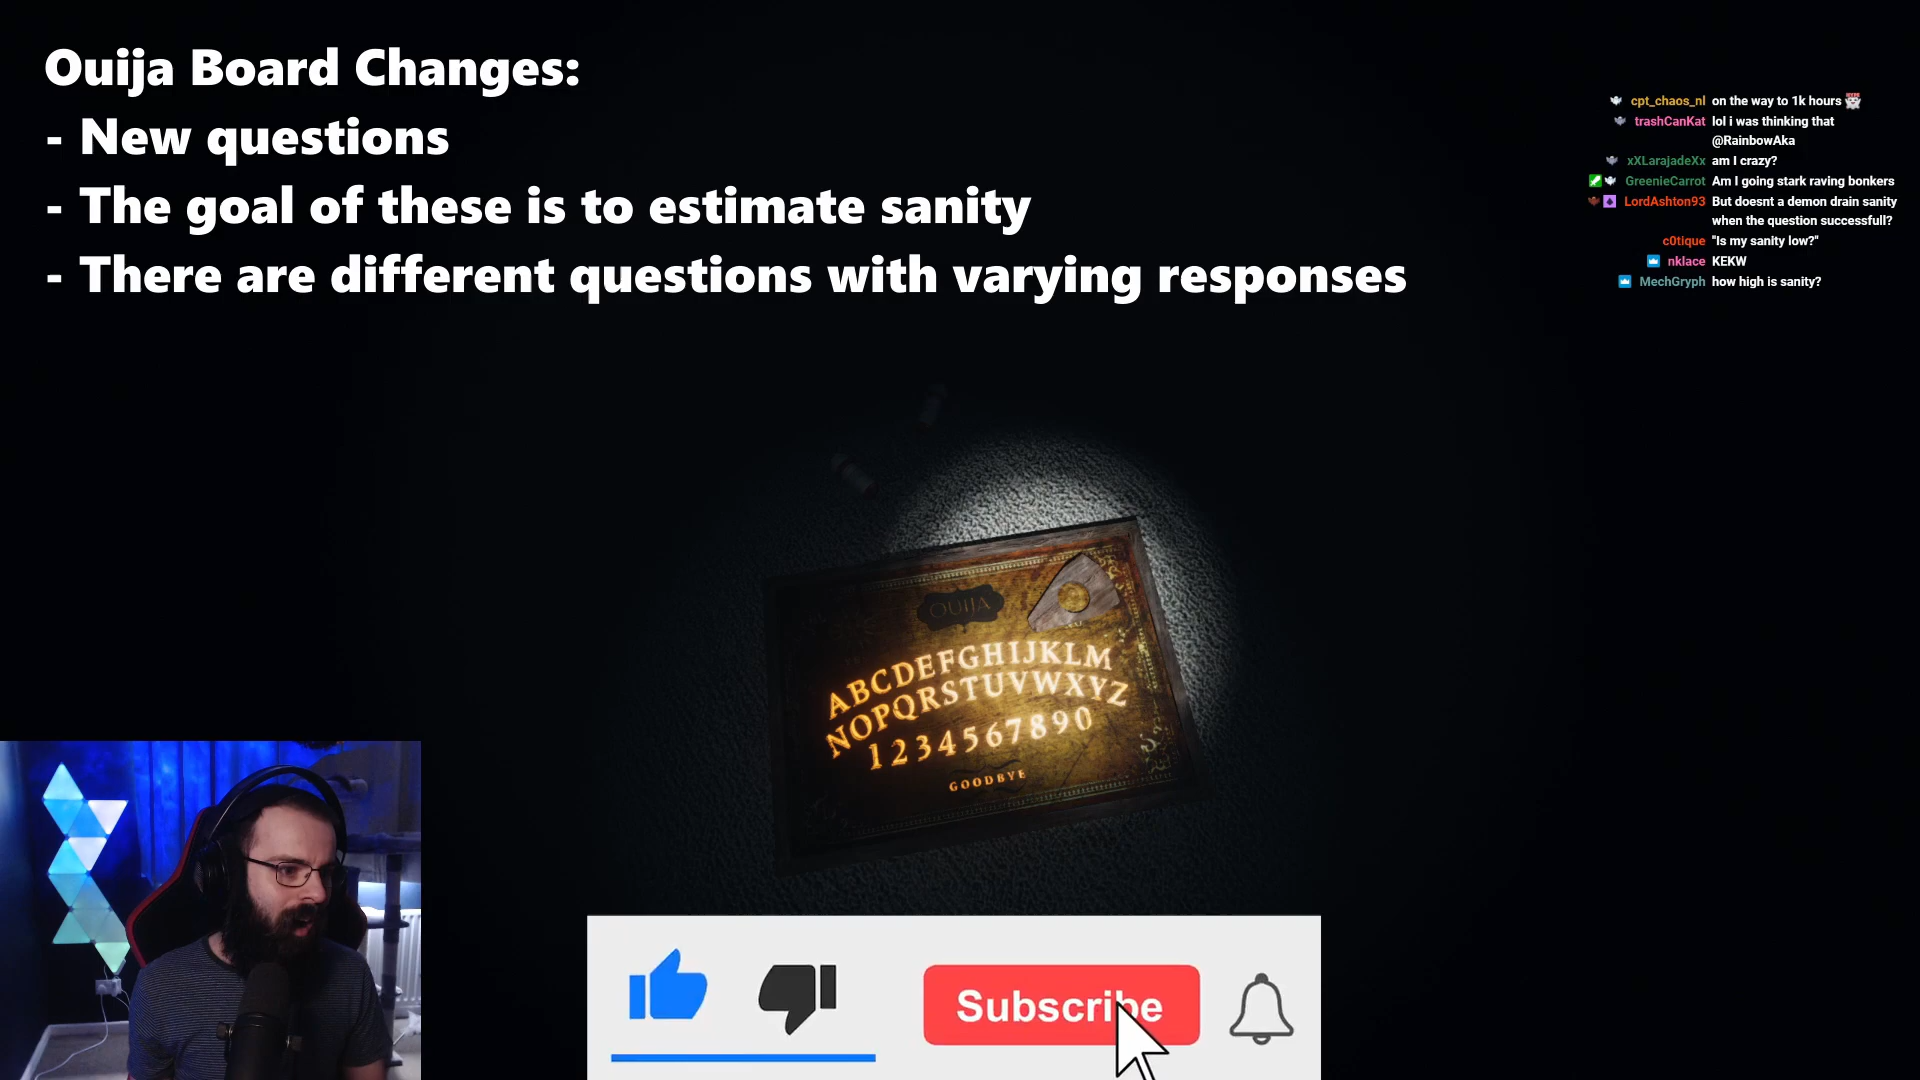 Ouija Board Changes:
- New questions
- The goal of these is to estimate sanity
- There are different questions with varying responses
cpt_chaos_nl on the way to 1k hours
trashCanKat lol i was thinking that
@RainbowAka
xXLarajadeXx am I crazy?
GreenieCarrot Am I going stark raving bonkers
LordAshton93 But doesnt a demon drain sanity
when the question successfull?
c0tique "Is my sanity low?"
nklace KEKW
MechGryph how high is sanity?
OUIJA
ABCDEFGHIJKLM
NOPQRSTUVWXYZ
1234567890
GOODBYE
Subscribe